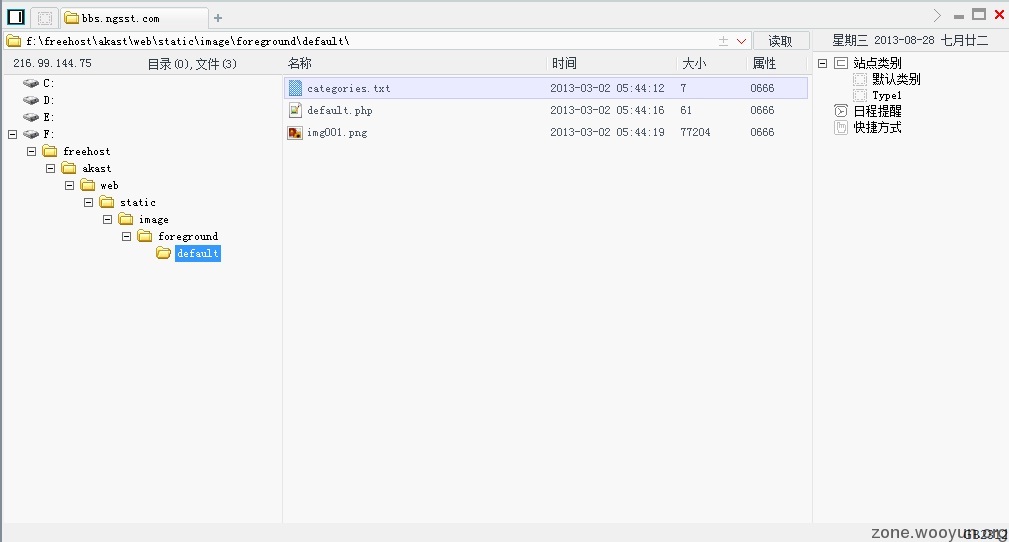 bbs.ngsst.com
f:\freehost\akast\web\static\image\foreground\default\
读取
星期三 2013-08-28 七月廿二
216.99.144.75
目录(0),文件(3)
名称 时间 大小 属性
C:
D:
E:
F:
freehost
akast
web
static
image
foreground
default
categories.txt 2013-03-02 05:44:12 7 0666
default.php 2013-03-02 05:44:16 61 0666
img001.png 2013-03-02 05:44:19 77204 0666
站点类别
默认类别
Type1
日程提醒
快捷方式
zone.wooyun.org
GB2312